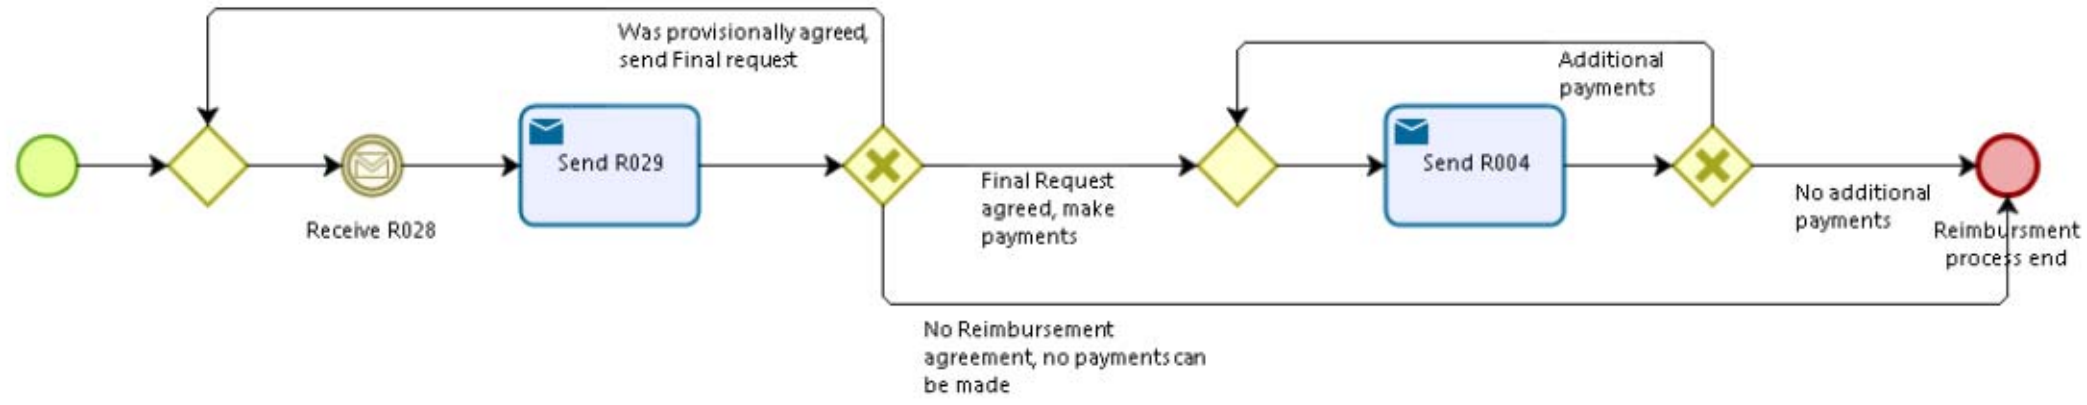 Was provisionally agreed,
send Final request
Additional
payments
Receive R028
Send R029
Final Request
agreed, make
payments
Send R004
No additional
payments
Reimbursment
process end
No Reimbursement
agreement, no payments can
be made